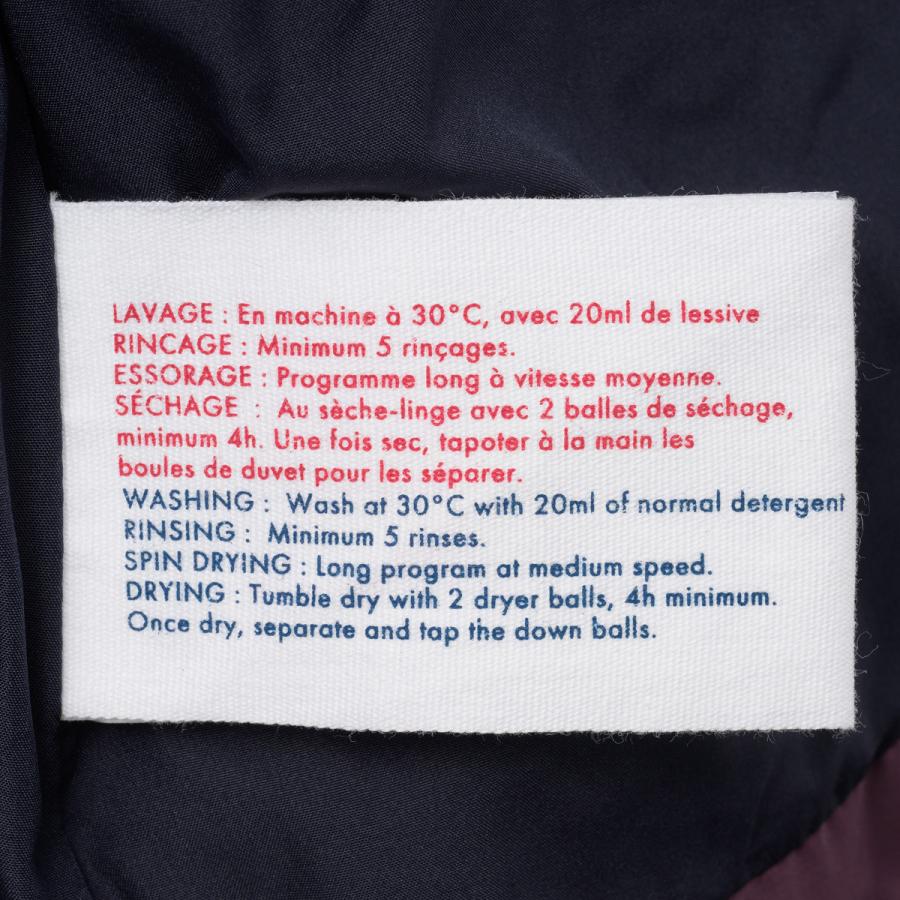 LAVAGE : En machine à 30°C, avec 20ml de lessive
RINCAGE : Minimum 5 rinçages.
ESSORAGE : Programme long à vitesse moyenne.
SÉCHAGE : Au sèche-linge avec 2 balles de séchage,
minimum 4h. Une fois sec, tapoter à la main les
boules de duvet pour les séparer.
WASHING : Wash at 30°C with 20ml of normal detergent
RINSING : Minimum 5 rinses.
SPIN DRYING : Long program at medium speed.
DRYING : Tumble dry with 2 dryer balls, 4h minimum.
Once dry, separate and tap the down balls.